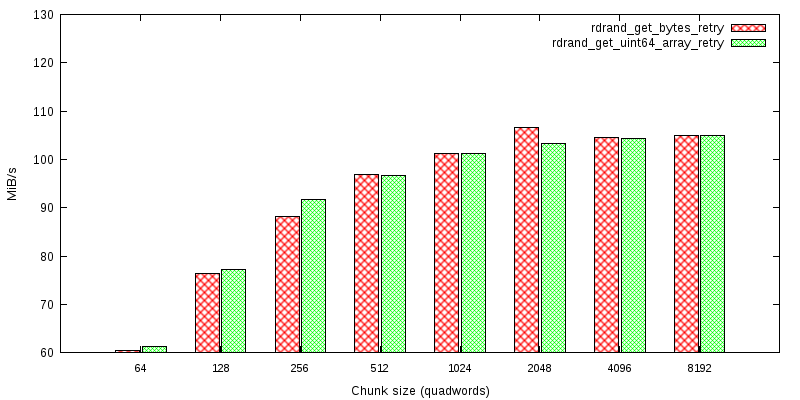 130
rdrand_get_bytes_retry
rdrand_get_uint64_array_retry
120
110
100
MiB/s
90
80
70
60
64 128 256 512 1024 2048 4096 8192
Chunk size (quadwords)